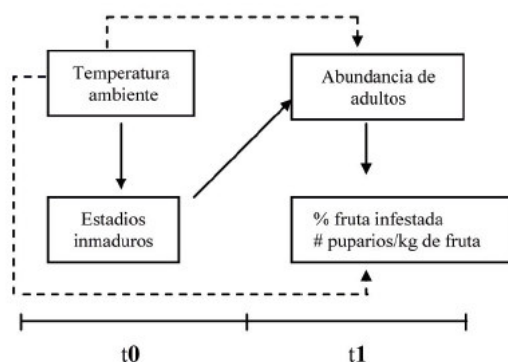 Temperatura
ambiente
Abundancia de
adultos
Estadios
inmaduros
% fruta infestada
# puparios/kg de fruta
t0
t1